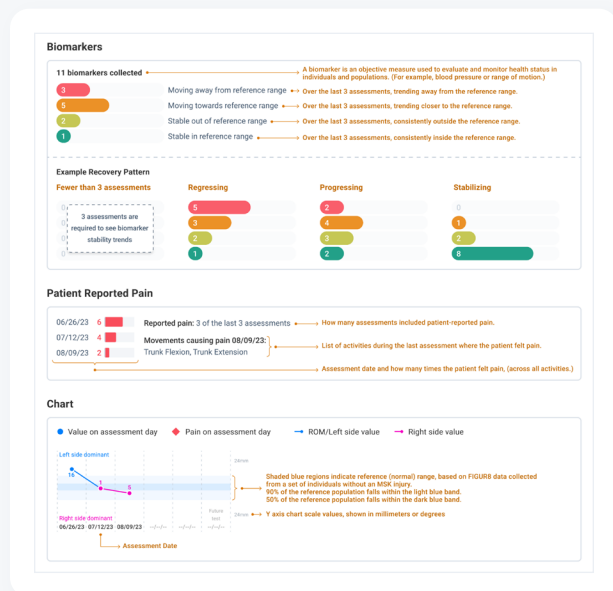 Biomarkers
11 biomarkers collected
A biomarker is an objective measure used to evaluate and monitor health status in
individuals and populations. (For example, blood pressure or range of motion.)
3 Moving away from reference range Over the last 3 assessments, trending away from the reference range.
5 Moving towards reference range Over the last 3 assessments, trending closer to the reference range.
2 Stable out of reference range Over the last 3 assessments, consistently outside the reference range.
1 Stable in reference range Over the last 3 assessments, consistently inside the reference range.
Example Recovery Pattern
Fewer than 3 assessments Regressing Progressing Stabilizing
0 5 2 0
0 3 4 1
0 2 3 2
0 1 2 8
3 assessments are
required to see biomarker
stability trends
Patient Reported Pain
06/26/23 6 Reported pain: 3 of the last 3 assessments How many assessments included patient-reported pain.
07/12/23 4 Movements causing pain 08/09/23:
List of activities during the last assessment where the patient felt pain.
08/09/23 2 Trunk Flexion, Trunk Extension
Assessment date and how many times the patient felt pain, (across all activities.)
Chart
Value on assessment day Pain on assessment day ROM/Left side value Right side value
Left side dominant
16
1
5
Shaded blue regions indicate reference (normal) range, based on FIGUR8 data collected
from a set of individuals without an MSK injury.
90% of the reference population falls within the light blue band.
50% of the reference population falls within the dark blue band.
Future
test
Y axis chart scale values, shown in millimeters or degrees
Right side dominant
06/26/23 07/12/23 08/09/23 --/--/-- --/--/-- --/--/--
Assessment Date